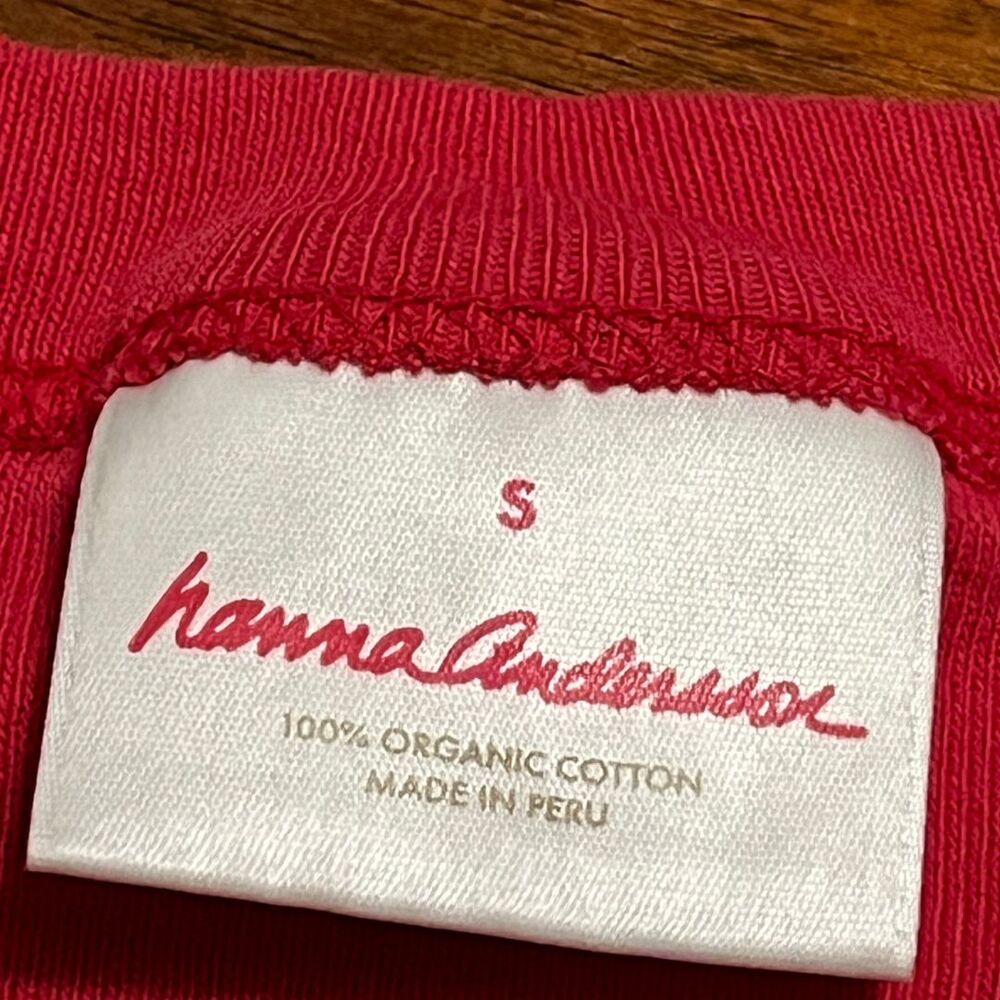 S
hanna Andersson
100% ORGANIC COTTON
MADE IN PERU